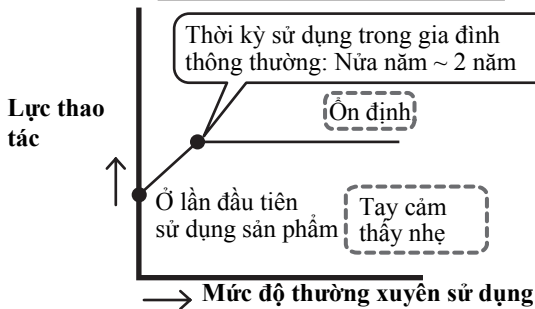 Thời kỳ sử dụng trong gia đình
thông thường: Nửa năm ~ 2 năm
Lực thao
tác
Ổn định
Ở lần đầu tiên
sử dụng sản phẩm
Tay cảm
thấy nhẹ
Mức độ thường xuyên sử dụng